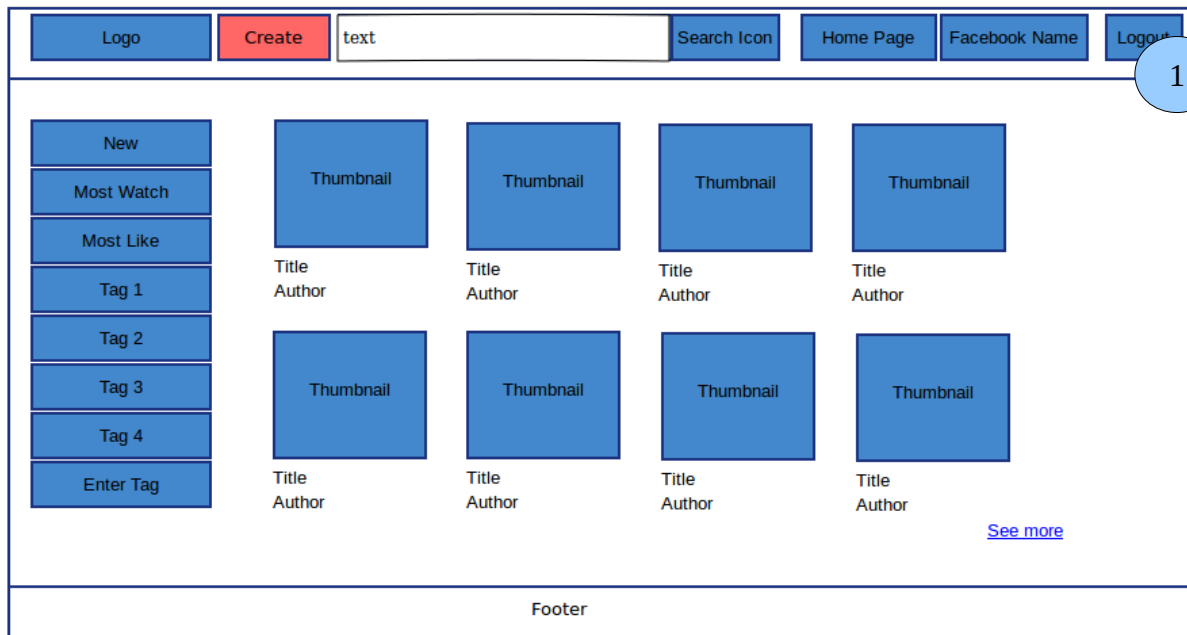 Logo
Create
text
Search Icon
Home Page
Facebook Name
Logout
1
New
Most Watch
Most Like
Tag 1
Tag 2
Tag 3
Tag 4
Enter Tag
Thumbnail
Thumbnail
Thumbnail
Thumbnail
Title
Author
Title
Author
Title
Author
Title
Author
Thumbnail
Thumbnail
Thumbnail
Thumbnail
Title
Author
Title
Author
Title
Author
Title
Author
See more
Footer